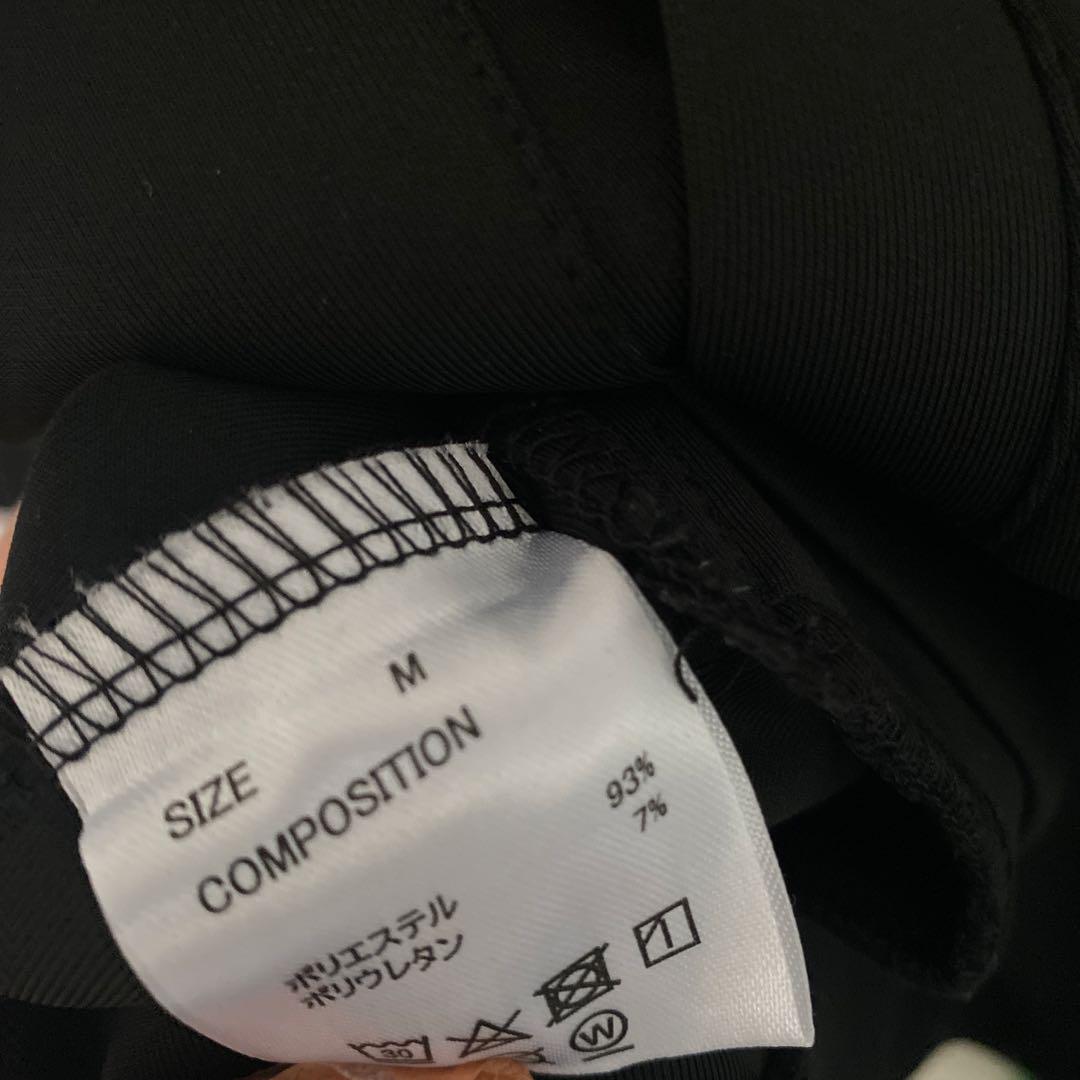 SIZE M
COMPOSITION
ポリエステル 93%
ポリウレタン 7%
30
W